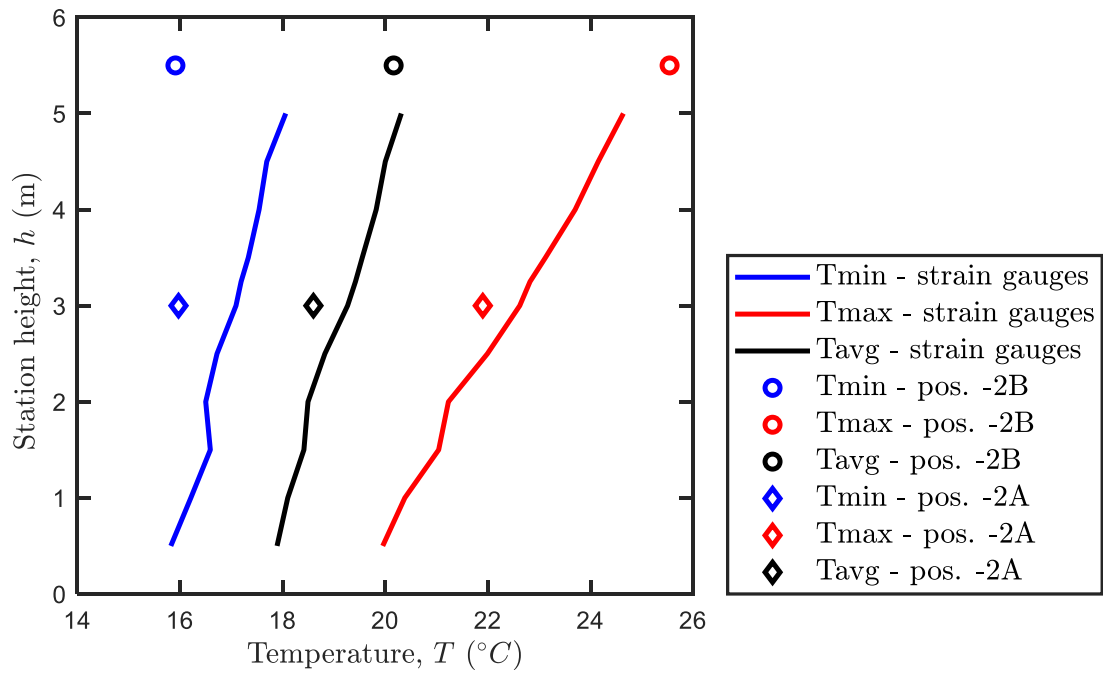 6
5
4
3
2
1
0
Station height, h (m)
14 16 18 20 22 24 26
Temperature, T (°C)
Tmin - strain gauges
Tmax - strain gauges
Tavg - strain gauges
Tmin - pos. -2B
Tmax - pos. -2B
Tavg - pos. -2B
Tmin - pos. -2A
Tmax - pos. -2A
Tavg - pos. -2A